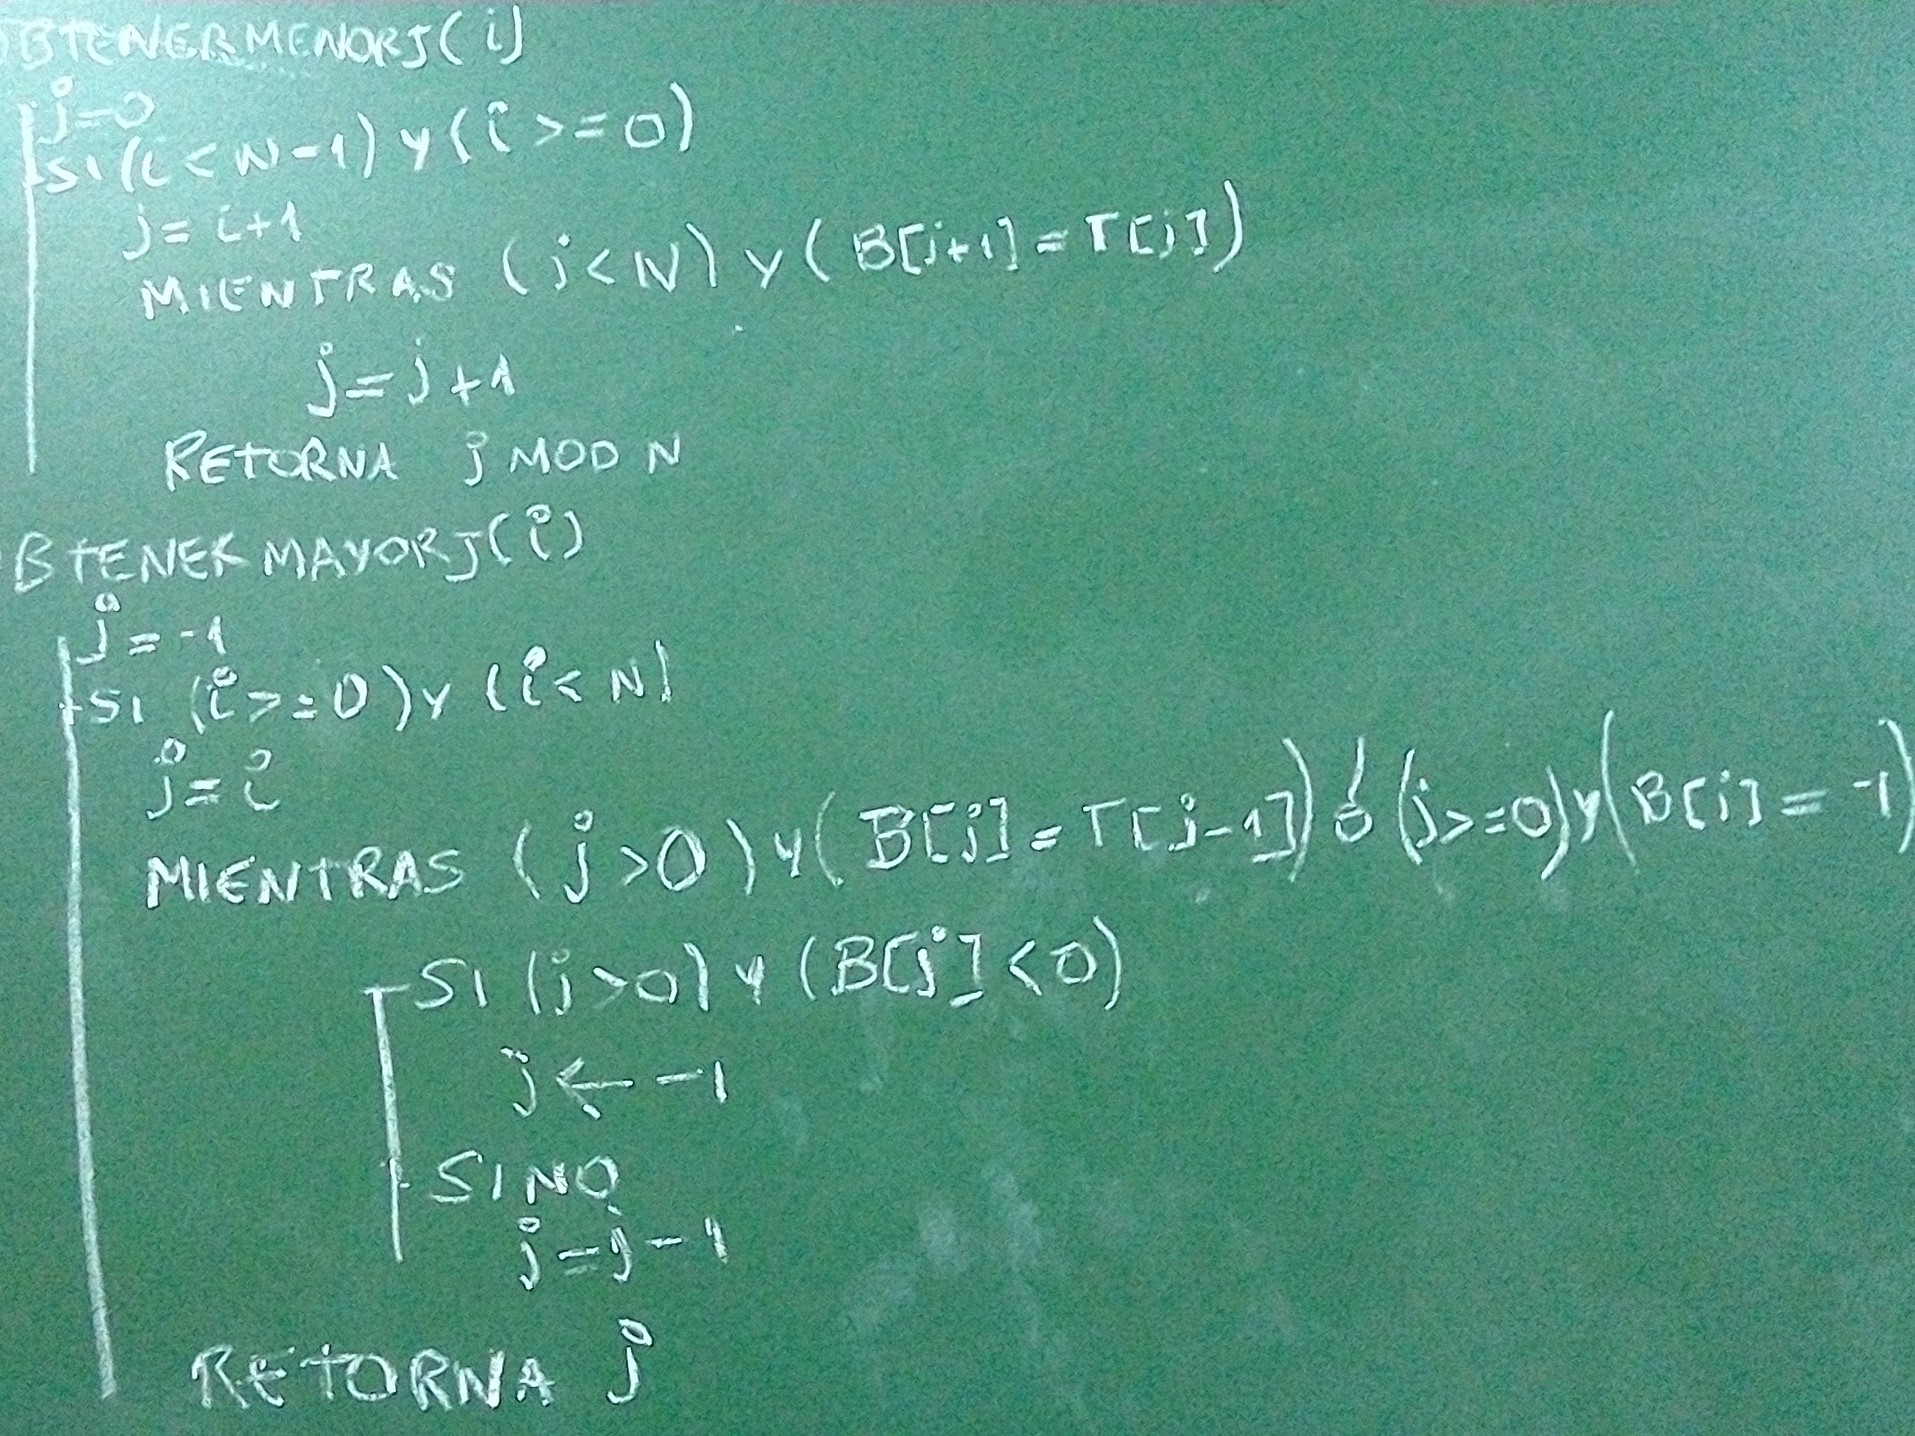 BTENERMENORJ(i)
j=0
SI(i<N-1) y (i>=0)
j=i+1
MIENTRAS (j<N) y (B[j+1]=T[j])
j=j+1
RETORNA j MOD N
BTENER MAYORJ(i)
j=-1
SI (i>=0) y (i<N)
j=i
MIENTRAS (j>0) y (B[j]=T[j-1]) ó (j>=0) y (B[j]=-1)
SI (j>0) y (B[j]<0)
j←-1
SINO
j=j-1
RETORNA j